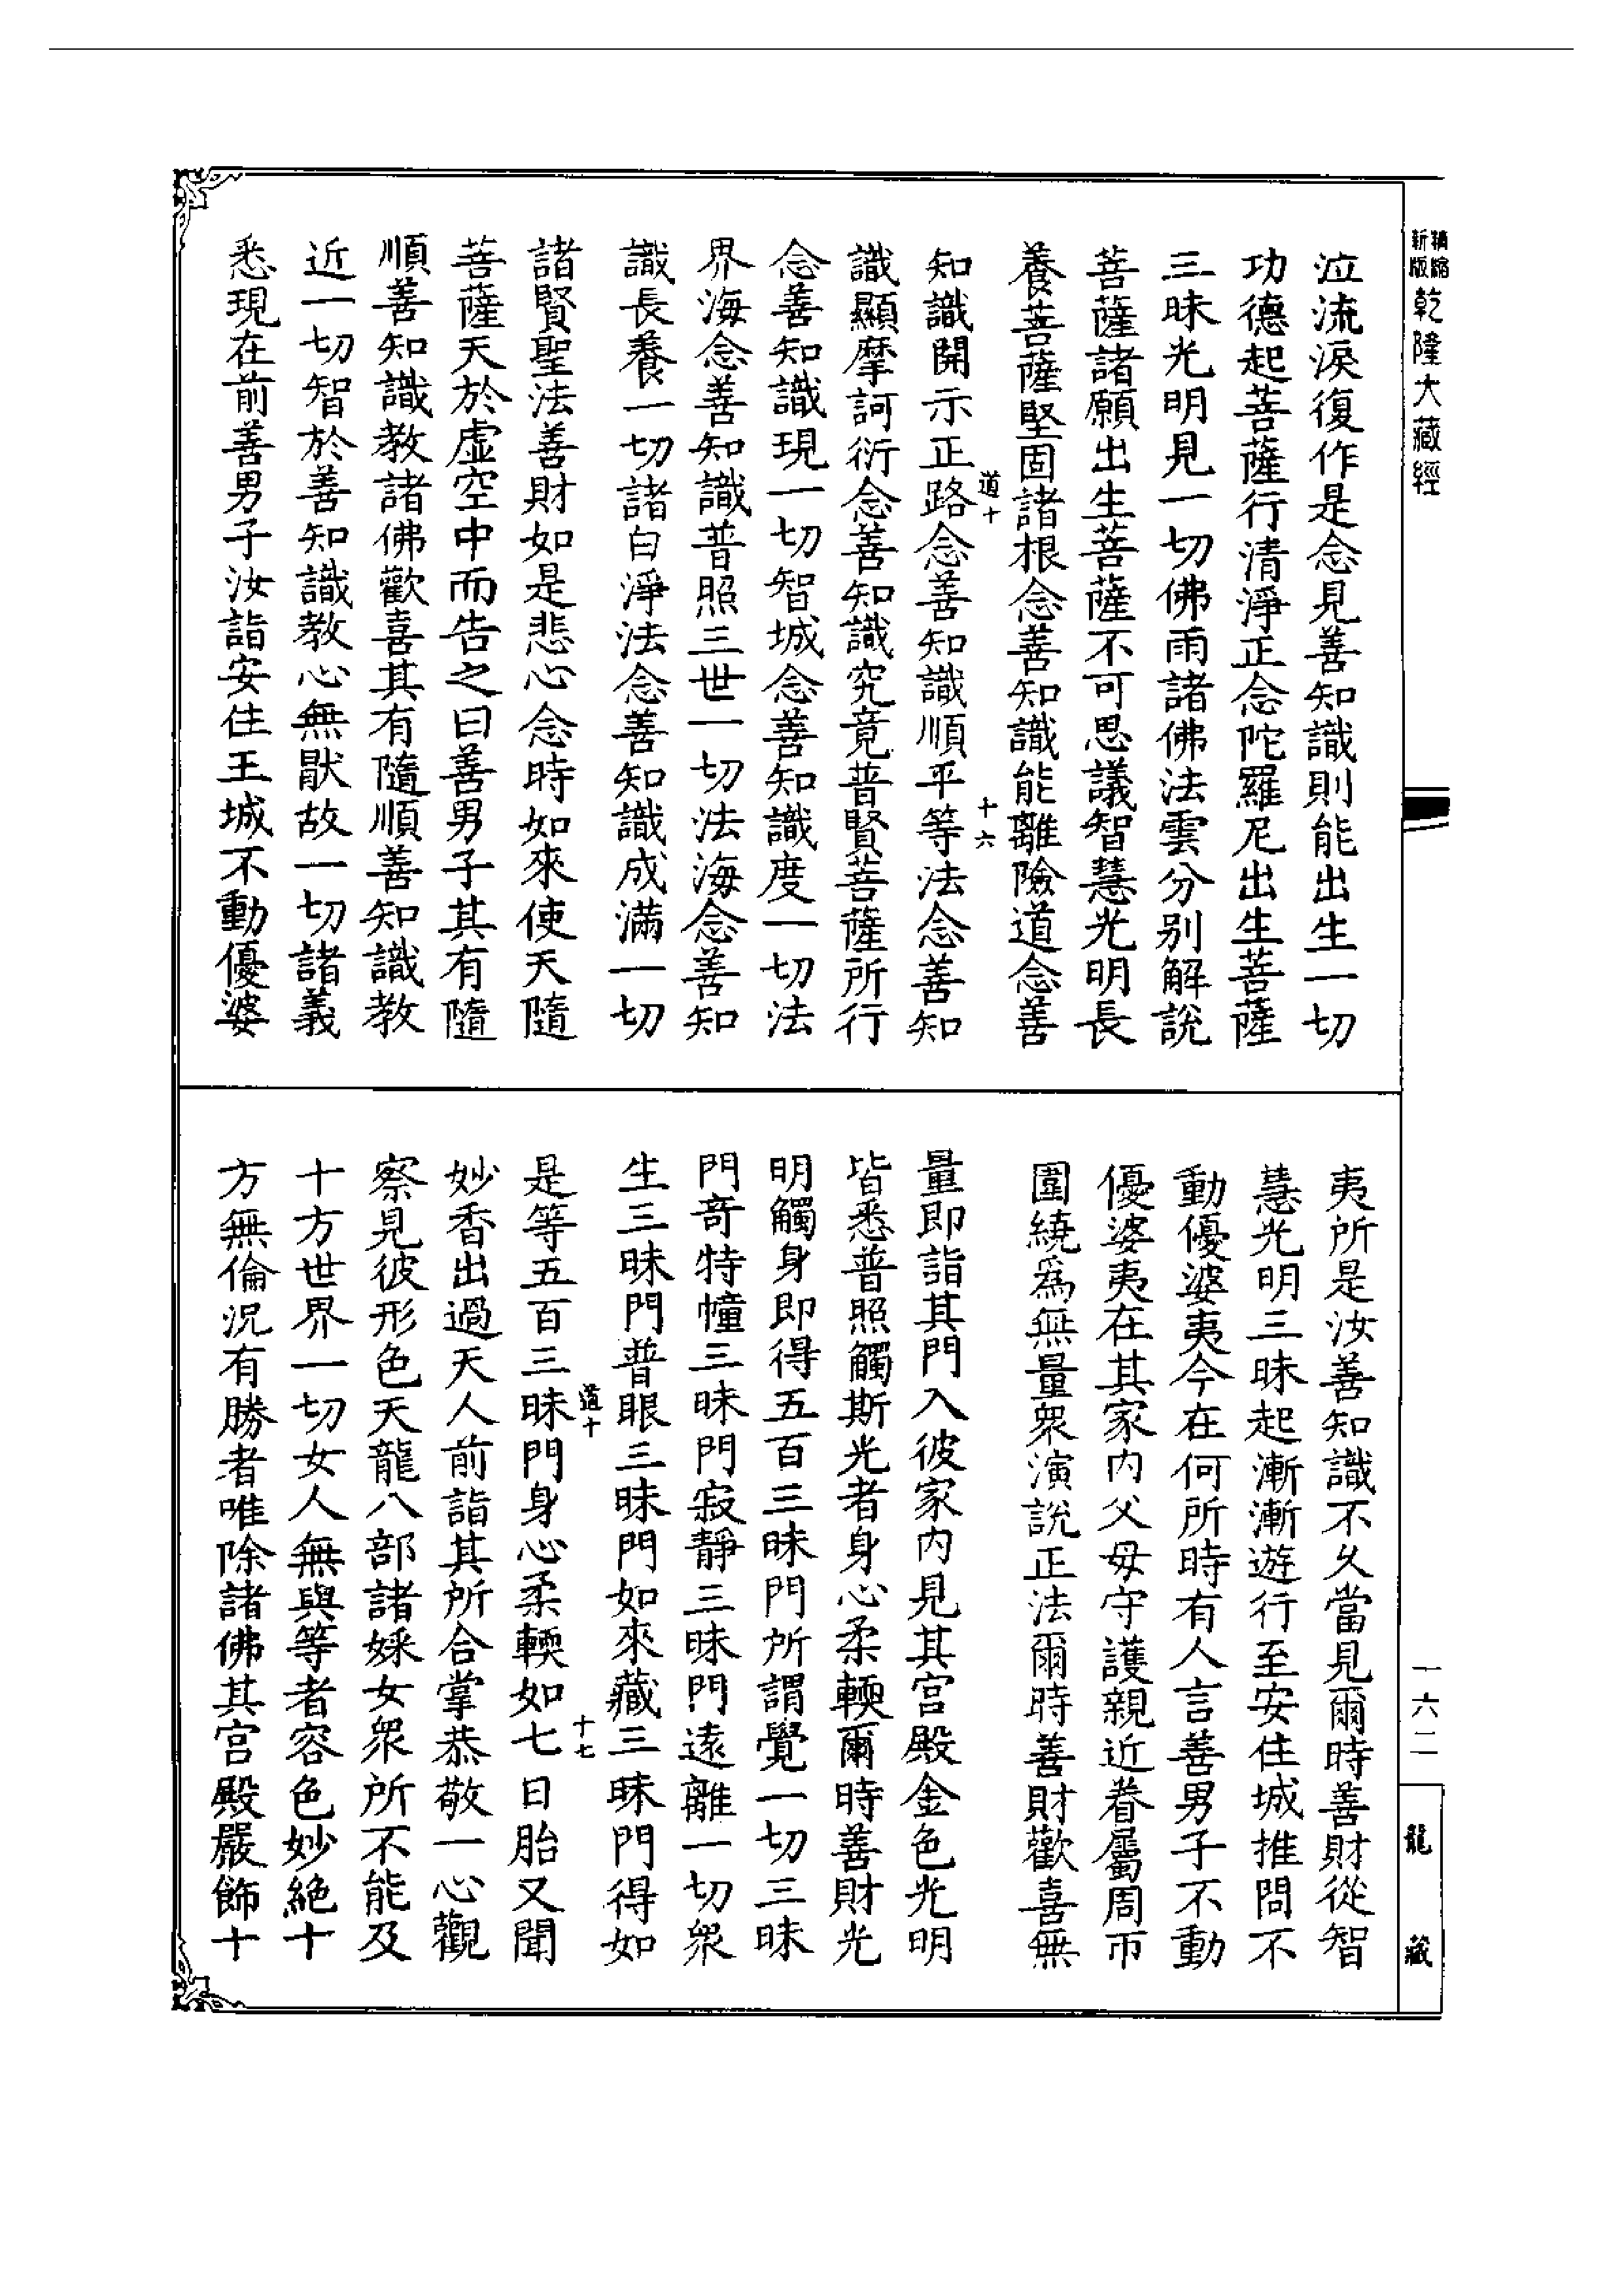 新版精縮
乾隆大藏經
泣流淚復作是念見善知識則能出生一切
功德起菩薩行清淨正念陀羅尼出生菩薩
三昧光明見一切佛雨諸佛法雲分別解說
菩薩諸願出生菩薩不可思議智慧光明長
養菩薩堅固諸根念善知識能離險道念善
道十
十六
知識開示正路念善知識順平等法念善知
識顯摩訶衍念善知識究竟普賢菩薩所行
念善知識現一切智城念善知識度一切法
界海念善知識普照三世一切法海念善知
識長養一切諸白淨法念善知識成滿一切
諸賢聖法善財如是悲心念時如來使天隨
菩薩天於虛空中而告之曰善男子其有隨
順善知識教諸佛歡喜其有隨順善知識教
近一切智於善知識教心無猒故一切諸義
悉現在前善男子汝詣安住王城不動優婆
夷所是汝善知識不久當見爾時善財從智
慧光明三昧起漸漸遊行至安住城推問不
動優婆夷今在何所時有人言善男子不動
優婆夷在其家内父母守護親近眷屬周帀
圍繞為無量衆演說正法爾時善財歡喜無
量即詣其門入彼家内見其宫殿金色光明
皆悉普照觸斯光者身心柔輭爾時善財光
明觸身即得五百三昧門所謂覺一切三昧
門奇特幢三昧門寂靜三昧門遠離一切衆
生三昧門普眼三昧門如來藏三昧門得如
道十
十七
是等五百三昧門身心柔輭如七日胎又聞
妙香出過天人前詣其所合掌恭敬一心觀
察見彼形色天龍八部諸婇女衆所不能及
十方世界一切女人無與等者容色妙絶十
方無倫況有勝者唯除諸佛其宫殿嚴飾十
一六二
龍藏